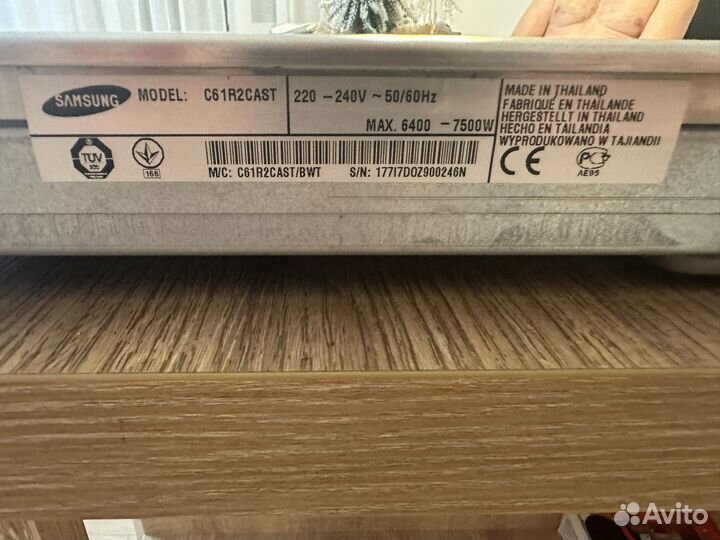 SAMSUNG MODEL: C61R2CAST
220 - 240V ~ 50/60Hz
MAX. 6400 - 7500W
MADE IN THAILAND
FABRIQUE EN THAÏLANDE
HERGESTELLT IN THAILAND
HECHO EN TAILANDIA
WYPRODUKOWANO W TAJIANDII
TÜV
166
M/C: C61R2CAST/BWT S/N: 177I7DOZ900246N
CE
AE95
Avito